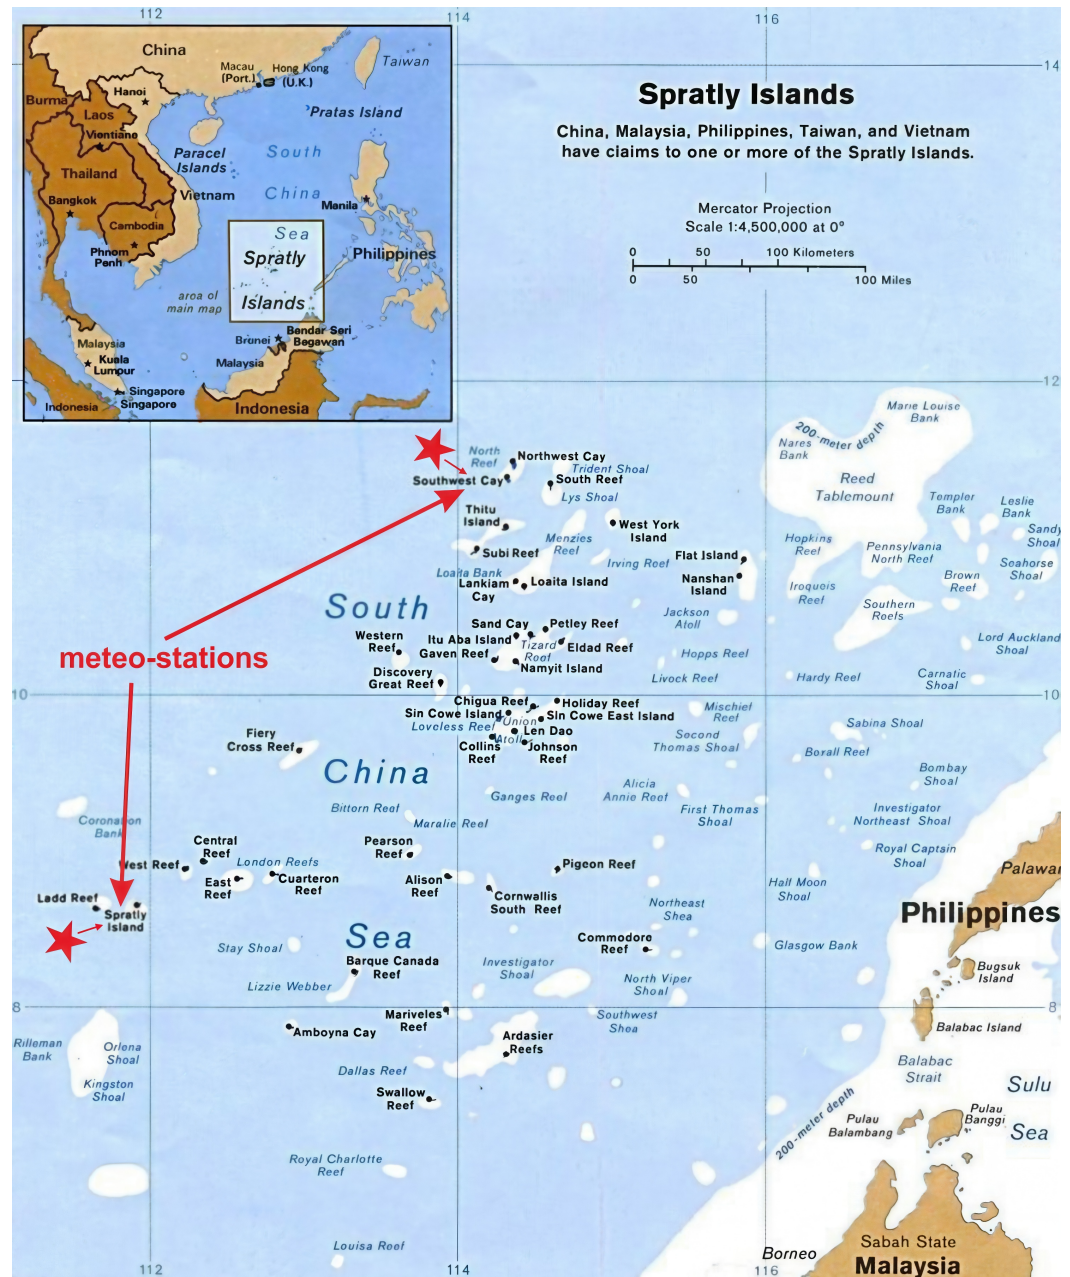 112
114
116
14
China
Taiwan
Macau
(Port.)
Hong Kong
(U.K.)
Burma
Hanoi
Laos
Pratas Island
Vientiane
Paracel
Islands
South
Thailand
China
Bangkok
Vietnam
Manila
Cambodia
Sea
Phnom
Penh
Spratly
Philippines
Islands
area of
main map
Brunei
Bendar Seri
Begawan
Malaysia
Malaysia
Kuala
Lumpur
Singapore
Singapore
Indonesia
Indonesia
Spratly Islands
China, Malaysia, Philippines, Taiwan, and Vietnam
have claims to one or more of the Spratly Islands.
Mercator Projection
Scale 1:4,500,000 at 0°
0 50 100 Kilometers
0 50 100 Miles
12
Marie Louise
Bank
200-meter depth
Nares
Bank
Reed
Tablemount
North
Reef
Northwest Cay
Trident Shoal
Southwest Cay
South Reef
Lys Shoal
Templer
Bank
Leslie
Bank
Thitu
Island
West York
Island
Sandy
Shoal
Menzies
Reef
Hopkins
Reef
Pennsylvania
North Reef
Subi Reef
Flat Island
Irving Reef
Seahorse
Shoal
Loaita Bank
Lankiam
Cay
Loaita Island
Nanshan
Island
Iroquois
Reef
Brown
Reef
South
Jackson
Atoll
Southern
Reefs
Sand Cay
Petley Reef
Western
Reef
Itu Aba Island
Tizard
Reef
Eldad Reef
Lord Auckland
Shoal
Gaven Reef
Hopps Reef
meteo-stations
Namyit Island
Discovery
Great Reef
Livock Reef
Hardy Reef
Carnatic
Shoal
10
Chigua Reef
Holiday Reef
Sin Cowe Island
Sin Cowe East Island
Mischief
Reef
Loveless Reef
Union
Atoll
Len Dao
Sabina Shoal
Fiery
Cross Reef
Collins
Reef
Johnson
Reef
Second
Thomas Shoal
Boxall Reef
China
Bombay
Shoal
Alicia
Annie Reef
Ganges Reef
Bittorn Reef
First Thomas
Shoal
Investigator
Northeast Shoal
Coronation
Bank
Maralie Reef
Central
Reef
Pearson
Reef
Royal Captain
Shoal
West Reef
London Reefs
Pigeon Reef
Palawan
East
Reef
Cuarteron
Reef
Alison
Reef
Half Moon
Shoal
Ladd Reef
Cornwallis
South Reef
Spratly
Island
Northeast
Shea
Philippines
Sea
Commodore
Reef
Stay Shoal
Glasgow Bank
Barque Canada
Reef
Investigator
Shoal
Bugsuk
Island
Lizzie Webber
North Viper
Shoal
8
8
Mariveles
Reef
Southwest
Shea
Amboyna Cay
Ardasier
Reefs
Balabac Island
Rilleman
Bank
Orlena
Shoal
Balabac
Strait
Dallas Reef
Kingston
Shoal
Sulu
Sea
Swallow
Reef
200-meter depth
Pulau
Balambang
Pulau
Banggi
Royal Charlotte
Reef
Louisa Reef
Borneo
Sabah State
Malaysia
112
114
116